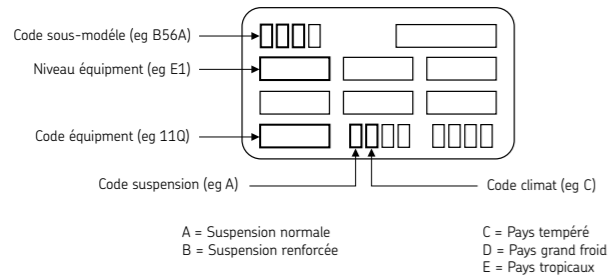 Code sous-modéle (eg B56A)
Niveau équipment (eg E1)
Code équipment (eg 11Q)
Code suspension (eg A)
Code climat (eg C)
A = Suspension normale
B = Suspension renforcée
C = Pays tempéré
D = Pays grand froid
E = Pays tropicaux